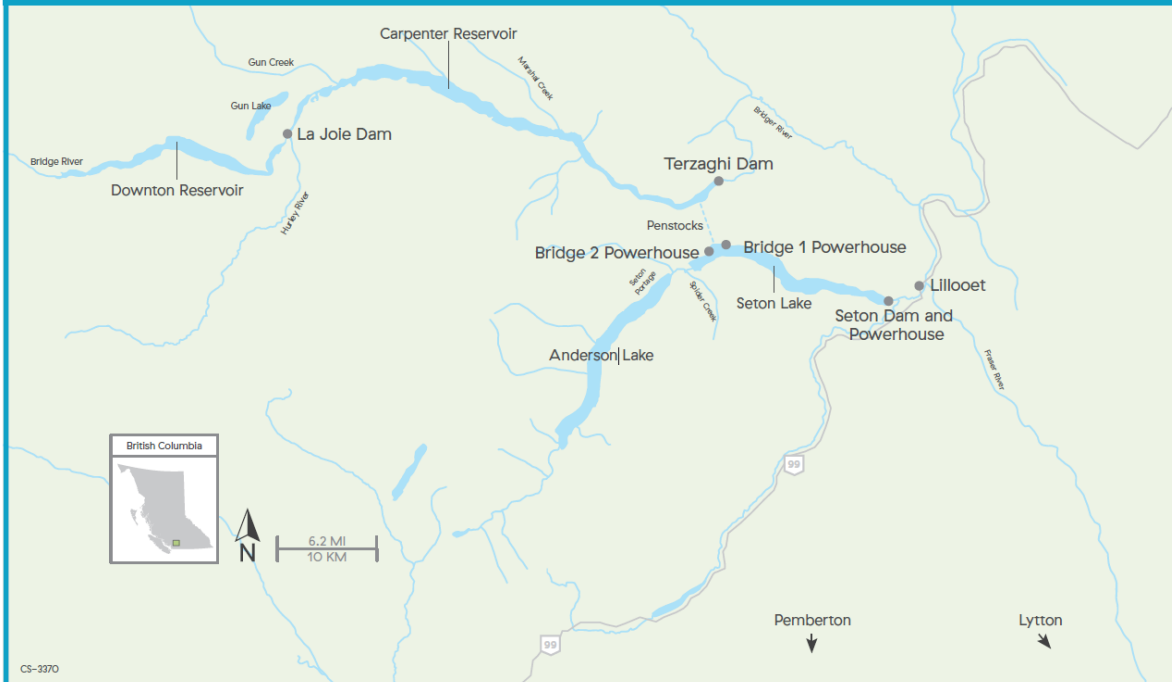 Carpenter Reservoir
Gun Creek
Marshal Creek
Gun Lake
Bridger River
La Joie Dam
Bridge River
Terzaghi Dam
Downton Reservoir
Hurley River
Penstocks
Bridge 1 Powerhouse
Bridge 2 Powerhouse
Seton
Portage
Spider Creek
Lillooet
Seton Lake
Seton Dam and
Powerhouse
Anderson Lake
Fraser River
British Columbia
99
N
6.2 MI
10 KM
Pemberton
Lytton
99
CS-3370